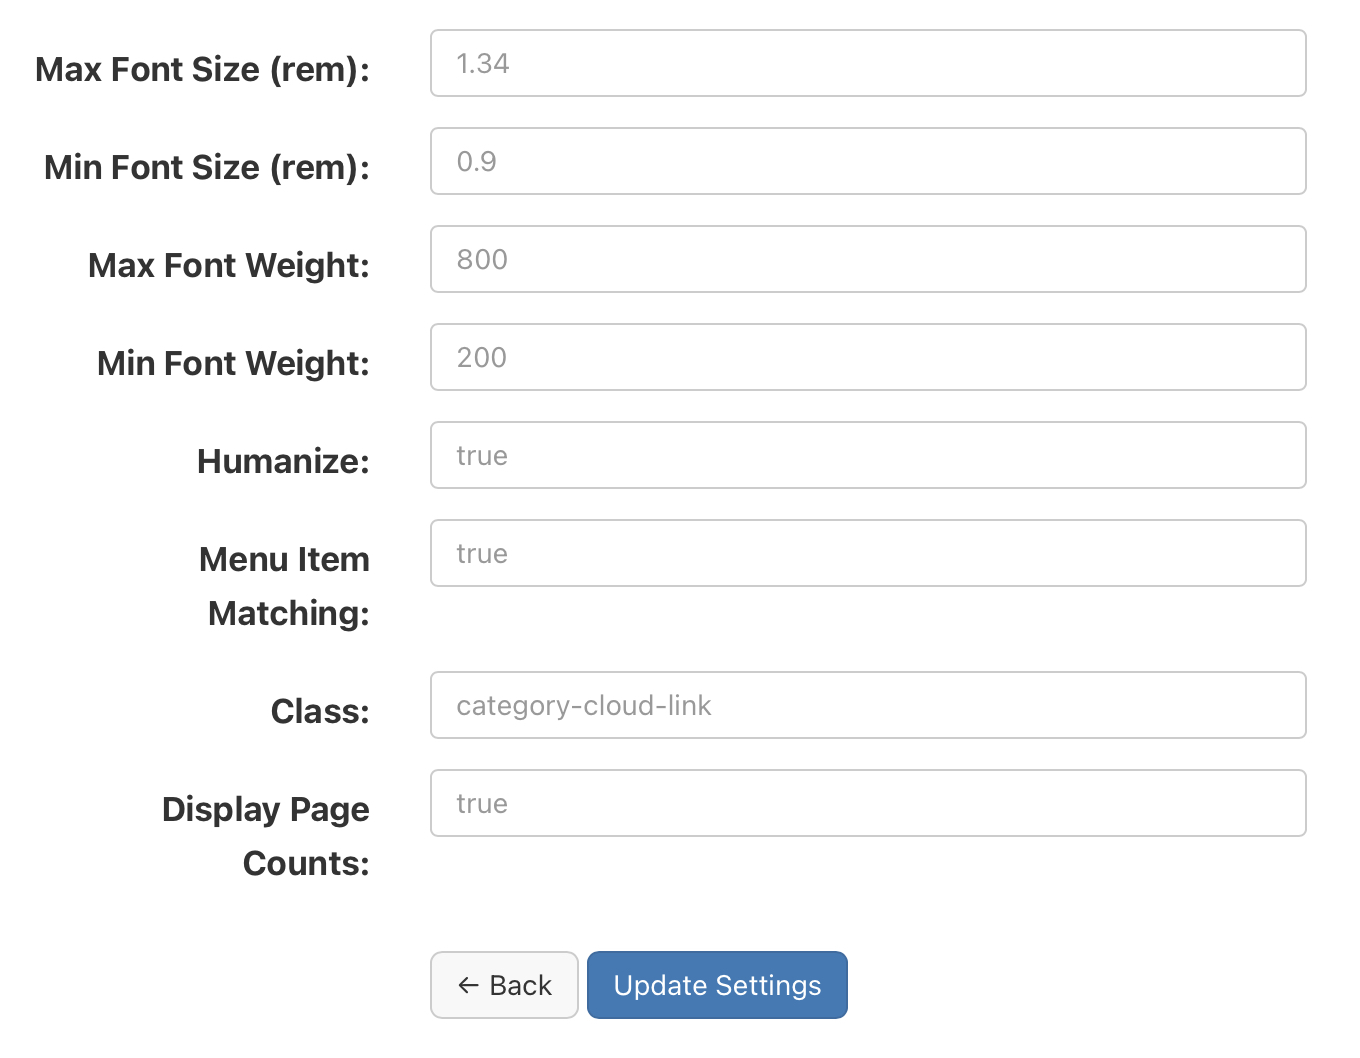 Max Font Size (rem): 1.34
Min Font Size (rem): 0.9
Max Font Weight: 800
Min Font Weight: 200
Humanize: true
Menu Item true
Matching:
Class: category-cloud-link
Display Page true
Counts:
← Back Update Settings